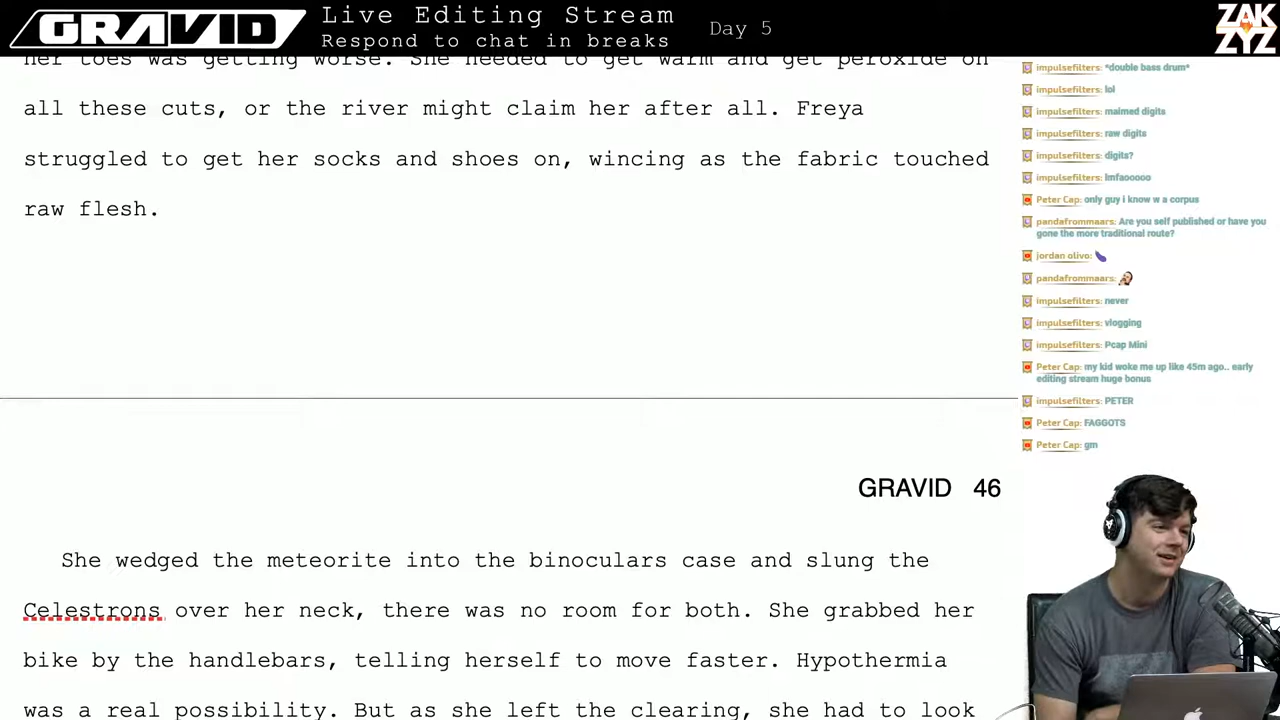 GRAVID
Live Editing Stream
Respond to chat in breaks
Day 5
ZAK
ZYZ
her toes was getting worse. She needed to get warm and get peroxide on
all these cuts, or the river might claim her after all. Freya
struggled to get her socks and shoes on, wincing as the fabric touched
raw flesh.
GRAVID 46
She wedged the meteorite into the binoculars case and slung the
Celestrons over her neck, there was no room for both. She grabbed her
bike by the handlebars, telling herself to move faster. Hypothermia
was a real possibility. But as she left the clearing, she had to look
impulsefilters: *double bass drum*
impulsefilters: lol
impulsefilters: maimed digits
impulsefilters: raw digits
impulsefilters: digits?
impulsefilters: lmfaooooo
Peter Cap: only guy i know w a corpus
pandafrommaars: Are you self published or have you
gone the more traditional route?
jordan olivo:
pandafrommaars:
impulsefilters: never
impulsefilters: vlogging
impulsefilters: Pcap Mini
Peter Cap: my kid woke me up like 45m ago.. early
editing stream huge bonus
impulsefilters: PETER
Peter Cap: FAGGOTS
Peter Cap: gm